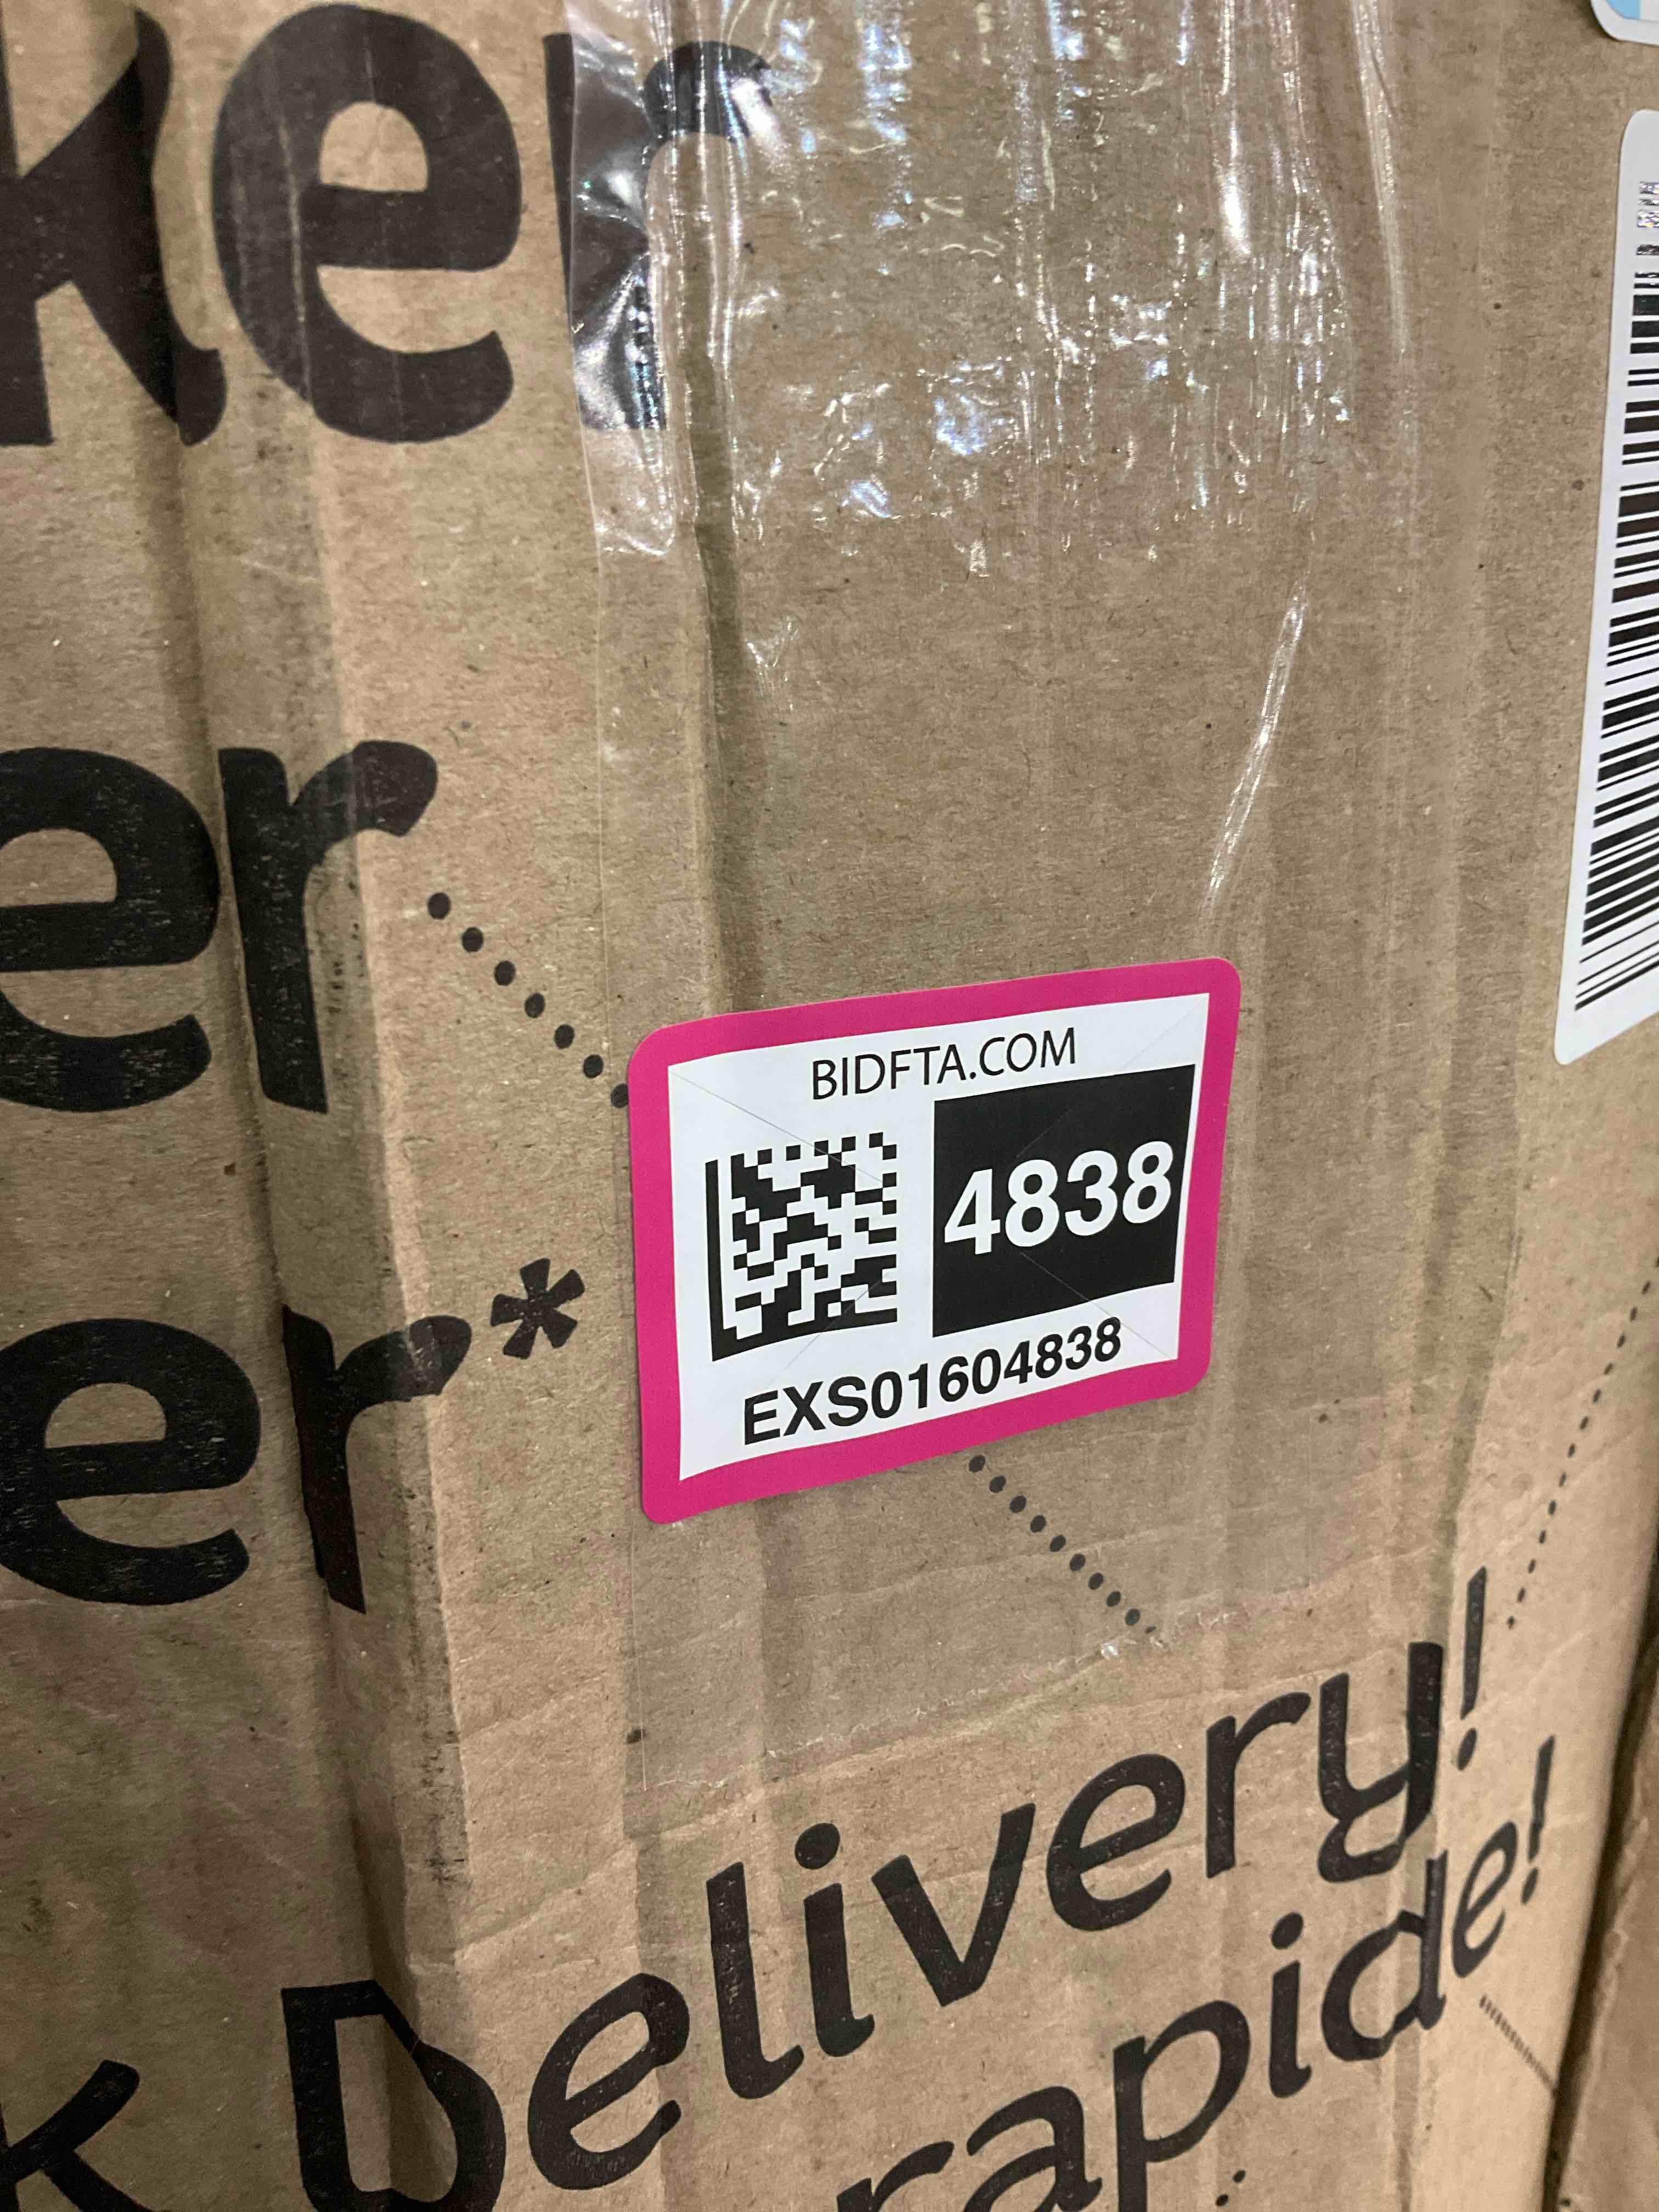 ker
er
er*
BIDFTA.COM
4838
EXS01604838
k Delivery!
rapide!